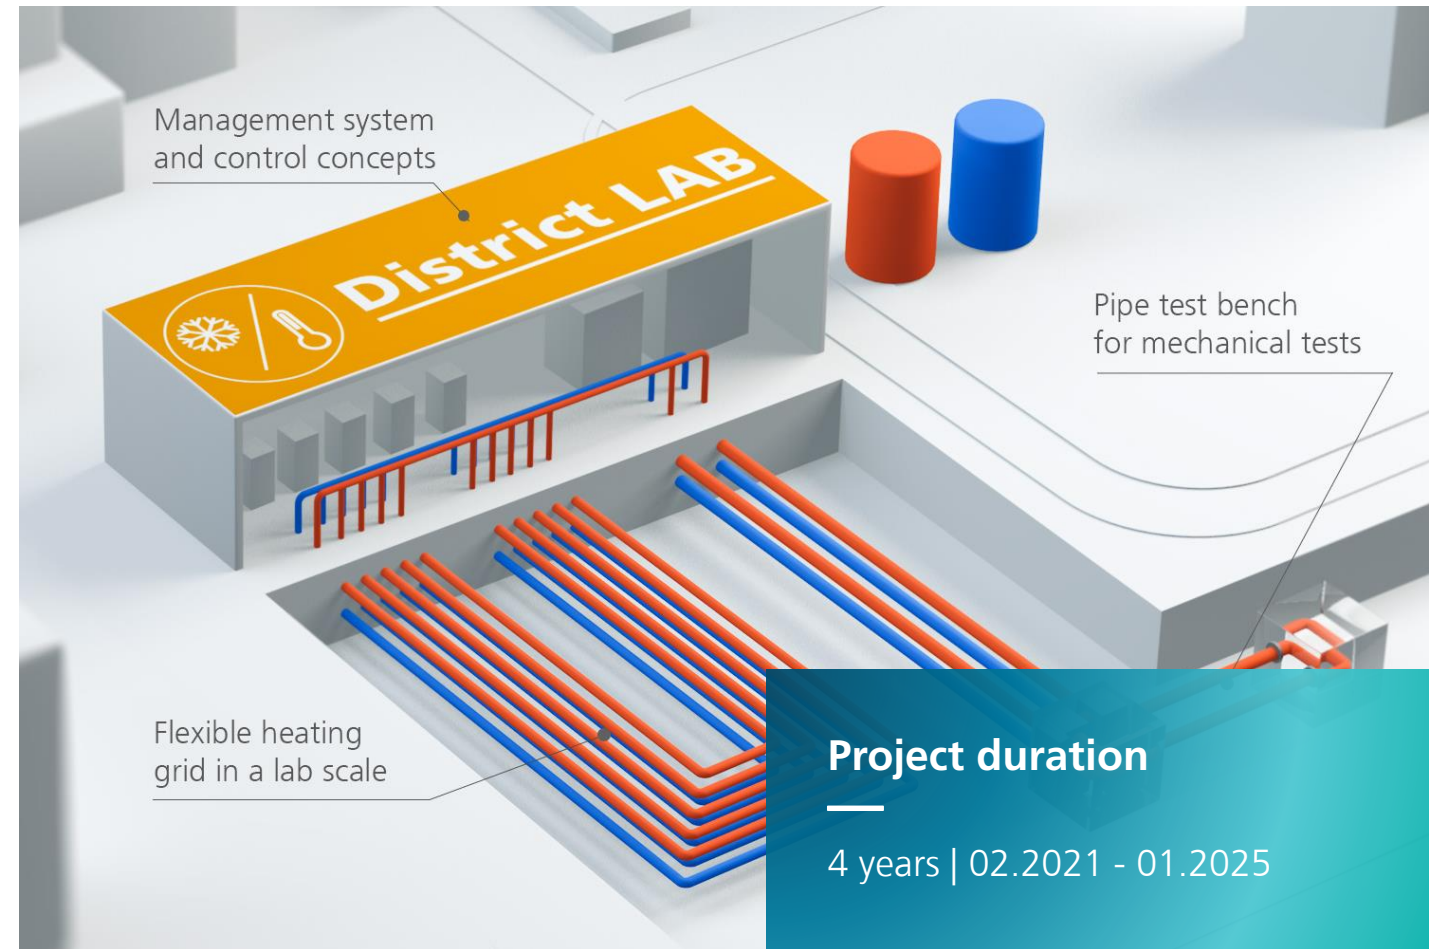 Management system
and control concepts
District LAB
Pipe test bench
for mechanical tests
Flexible heating
grid in a lab scale
Project duration
4 years | 02.2021 - 01.2025